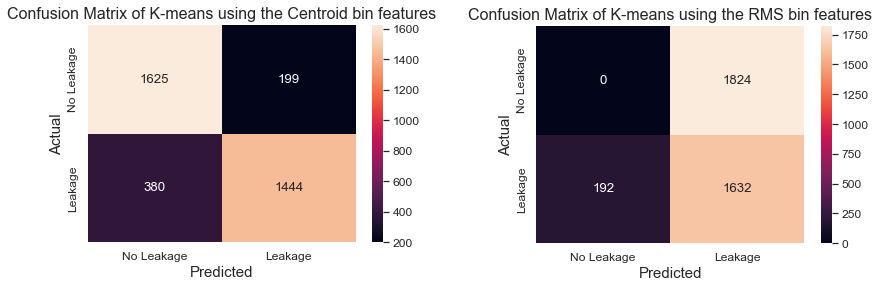 Confusion Matrix of K-means using the Centroid bin features
Actual
No Leakage
Leakage
1625
199
380
1444
No Leakage
Leakage
Predicted
1600
1400
1200
1000
800
600
400
200
Confusion Matrix of K-means using the RMS bin features
Actual
No Leakage
Leakage
0
1824
192
1632
No Leakage
Leakage
Predicted
1750
1500
1250
1000
750
500
250
0